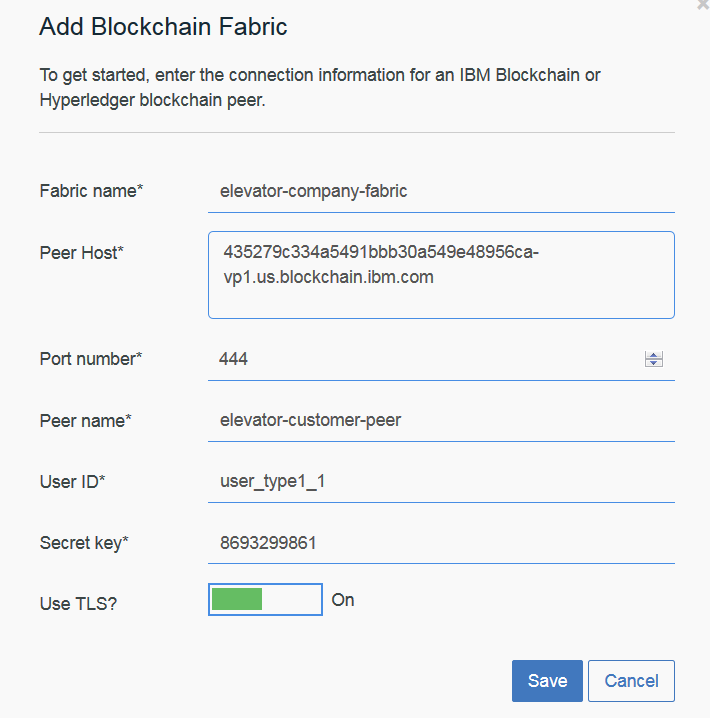 Add Blockchain Fabric
To get started, enter the connection information for an IBM Blockchain or
Hyperledger blockchain peer.
Fabric name* elevator-company-fabric
Peer Host* 435279c334a5491bbb30a549e48956ca-
vp1.us.blockchain.ibm.com
Port number* 444
Peer name* elevator-customer-peer
User ID* user_type1_1
Secret key* 8693299861
Use TLS? On
Save Cancel